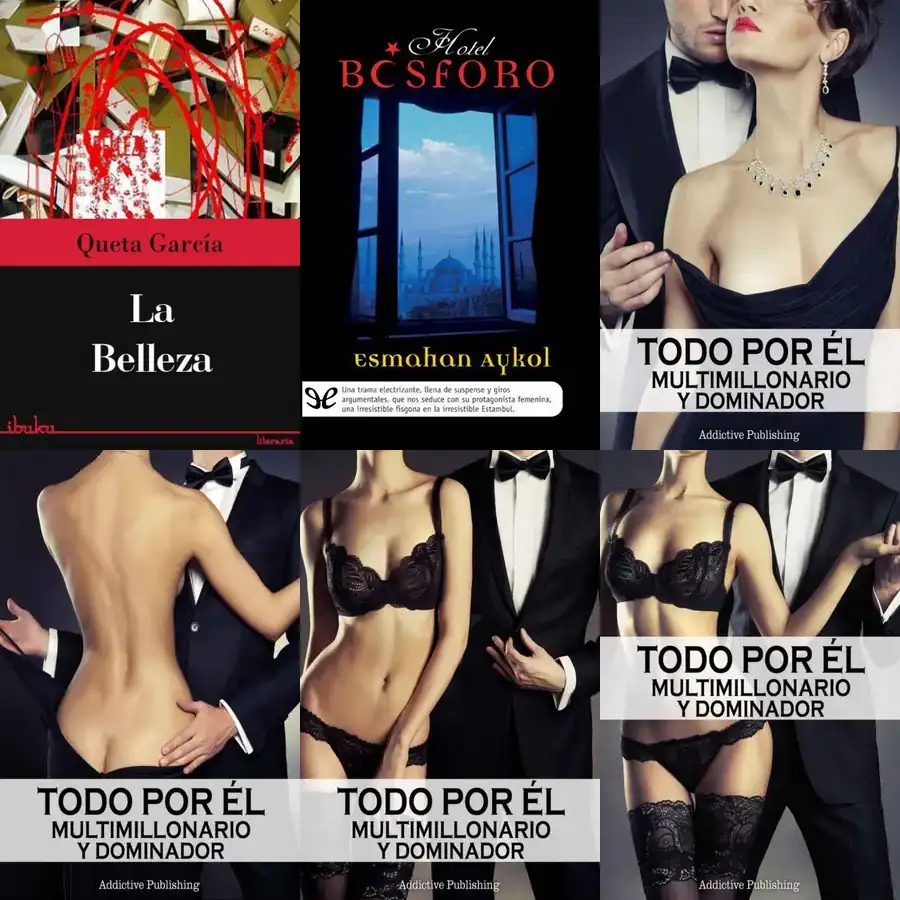 Queta García
La
Belleza
ibuku
literaria
Hotel
BOSFORO
Esmahan Aykol
Una trama electrizante, llena de suspense y giros
argumentales, que nos seduce con su protagonista femenina,
una irresistible fisgona en la irresistible Estambul.
TODO POR ÉL
MULTIMILLONARIO
Y DOMINADOR
Addictive Publishing
TODO POR ÉL
MULTIMILLONARIO
Y DOMINADOR
Addictive Publishing
TODO POR ÉL
MULTIMILLONARIO
Y DOMINADOR
Addictive Publishing
TODO POR ÉL
MULTIMILLONARIO
Y DOMINADOR
Addictive Publishing